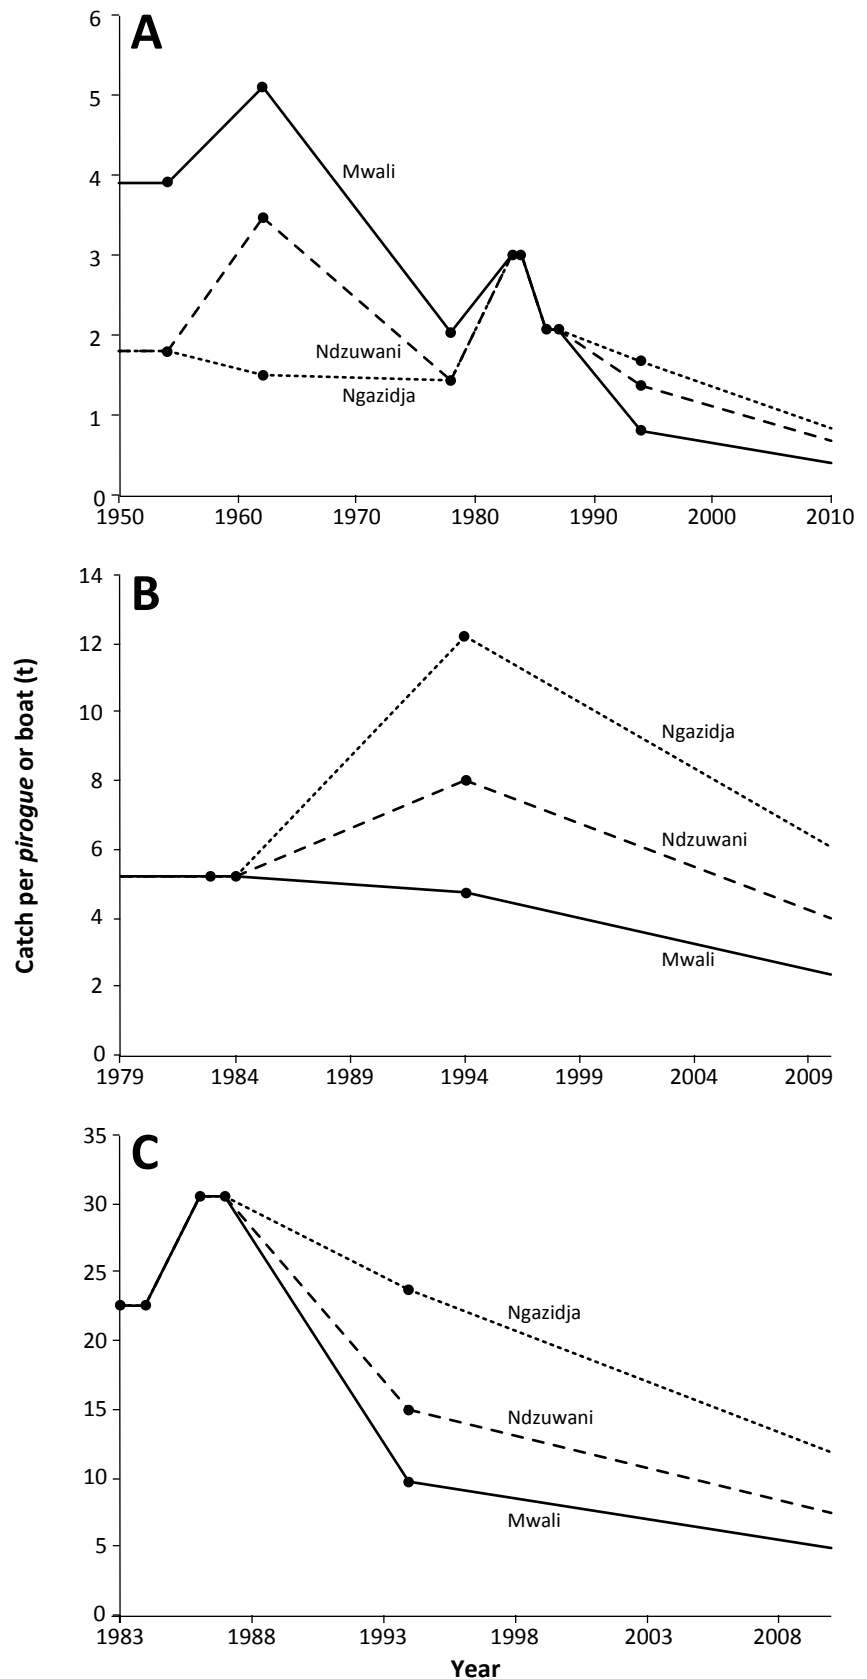 A
6
5
4
3
2
1
0
Mwali
Ndzuwani
Ngazidja
1950 1960 1970 1980 1990 2000 2010
B
14
12
10
8
6
4
2
0
Ngazidja
Ndzuwani
Mwali
1979 1984 1989 1994 1999 2004 2009
Catch per pirogue or boat (t)
C
35
30
25
20
15
10
5
0
Ngazidja
Ndzuwani
Mwali
1983 1988 1993 1998 2003 2008
Year